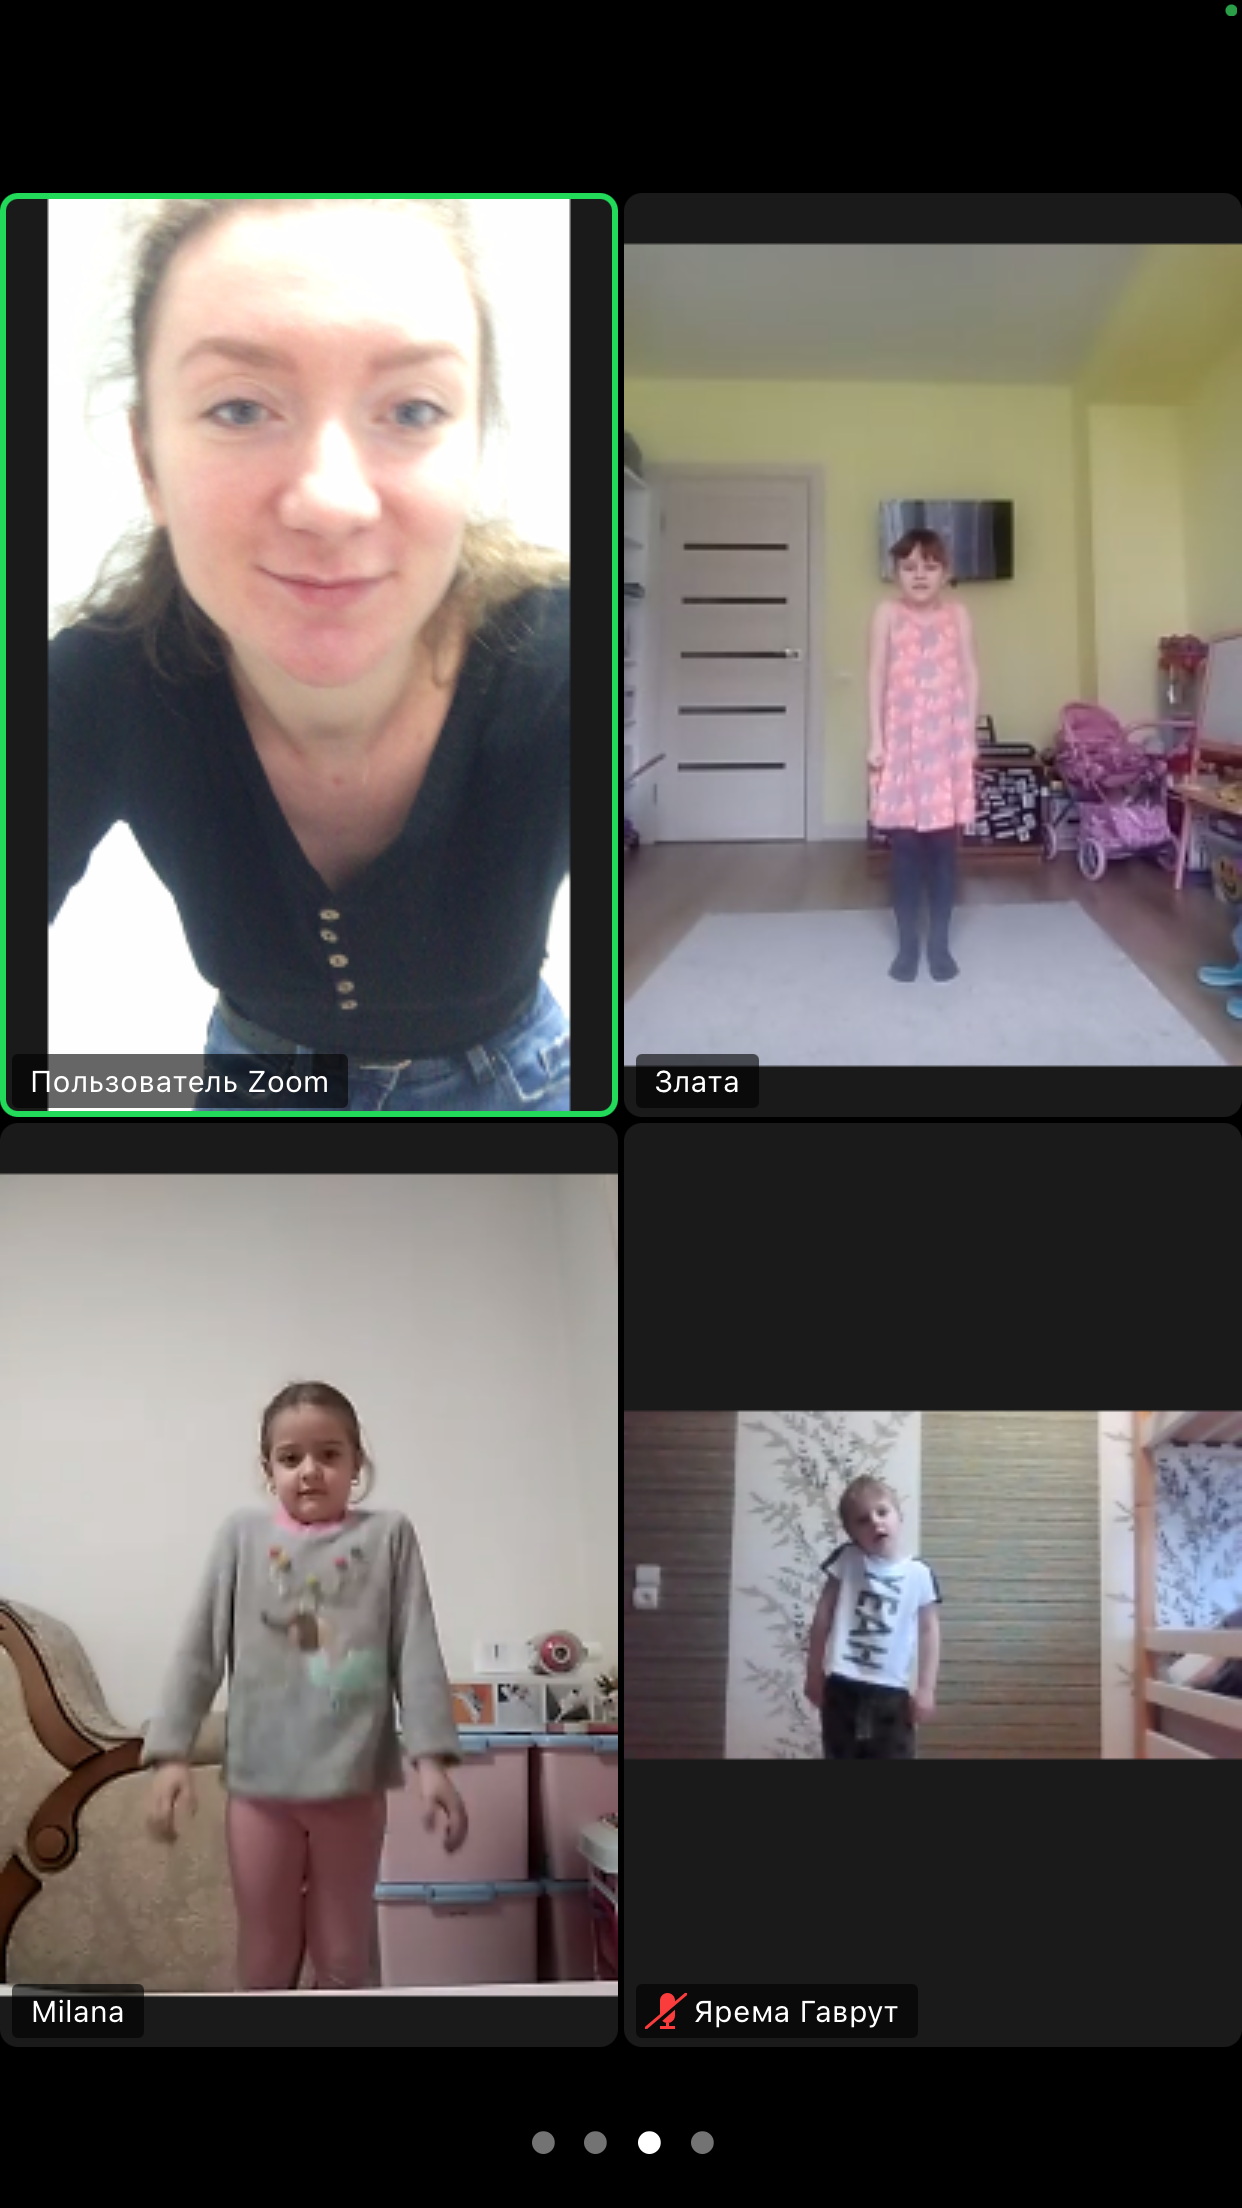 Пользователь Zoom
Злата
YEAH
Milana
Ярема Гаврут